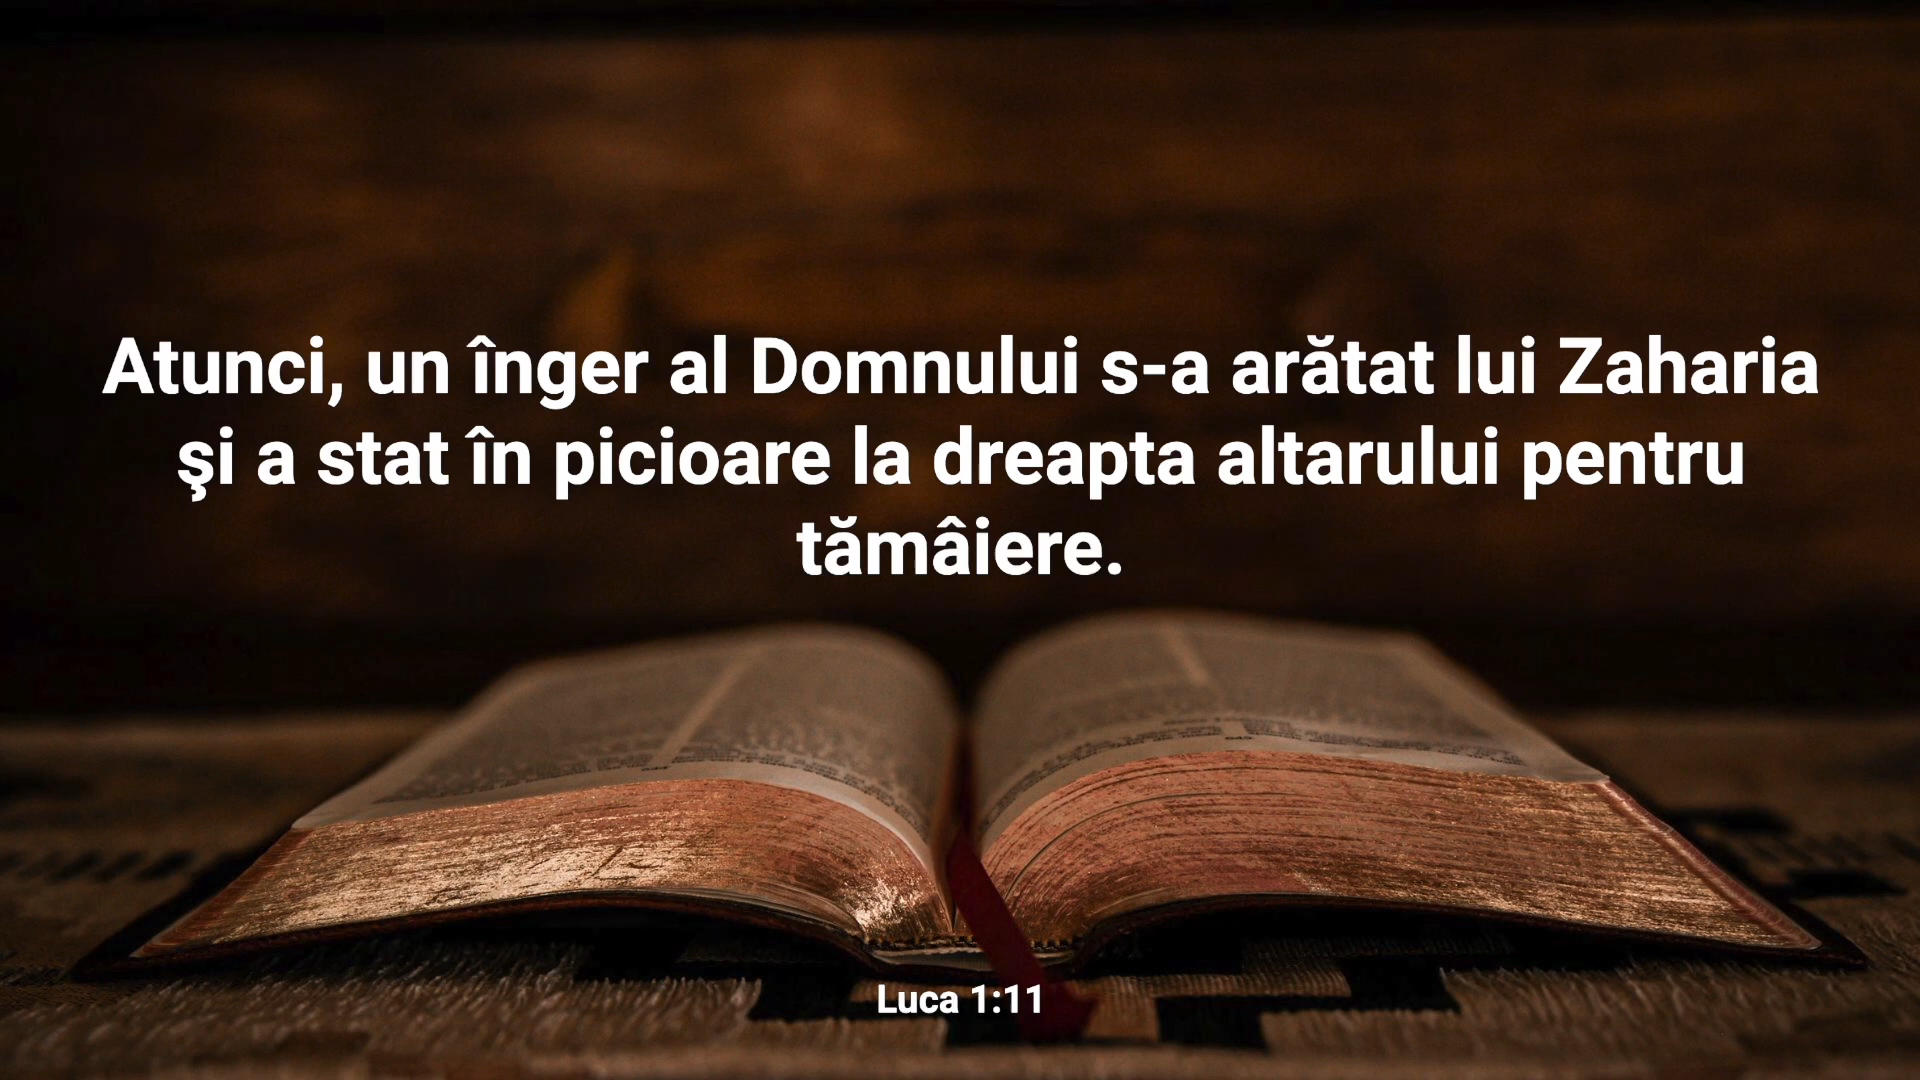 Atunci, un înger al Domnului s-a arătat lui Zaharia
şi a stat în picioare la dreapta altarului pentru
tămâiere.
Luca 1:11